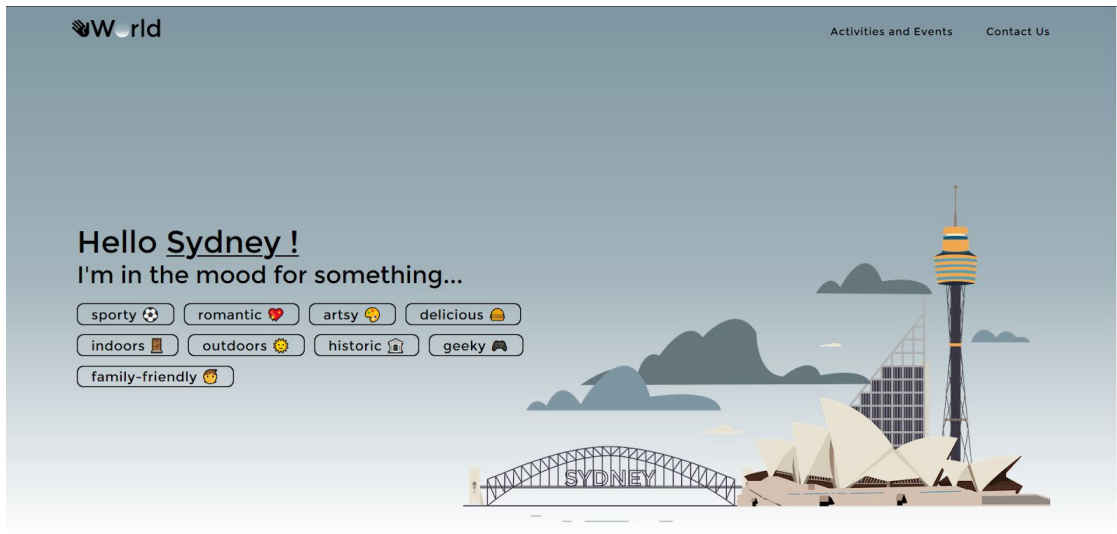 👋W rld
Activities and Events
Contact Us
Hello Sydney !
I'm in the mood for something...
sporty ⚽
romantic 💖
artsy 🎨
delicious 🍔
indoors 🚪
outdoors 🌞
historic 🏛
geeky 🎮
family-friendly 🧒
SYDNEY